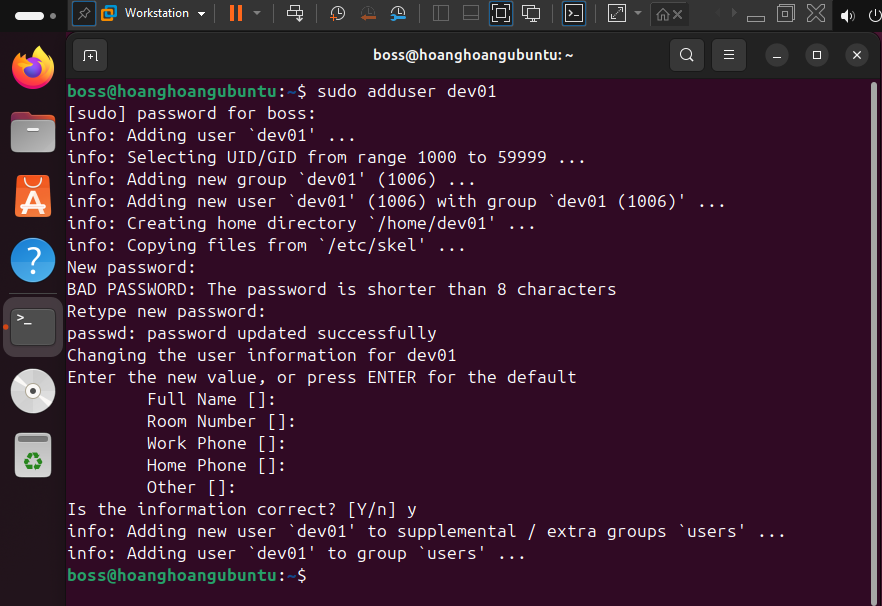 Workstation
boss@hoanghoangubuntu: ~
boss@hoanghoangubuntu:~$ sudo adduser dev01
[sudo] password for boss:
info: Adding user `dev01' ...
info: Selecting UID/GID from range 1000 to 59999 ...
info: Adding new group `dev01' (1006) ...
info: Adding new user `dev01' (1006) with group `dev01 (1006)' ...
info: Creating home directory `/home/dev01' ...
info: Copying files from `/etc/skel' ...
New password:
BAD PASSWORD: The password is shorter than 8 characters
Retype new password:
passwd: password updated successfully
Changing the user information for dev01
Enter the new value, or press ENTER for the default
Full Name []:
Room Number []:
Work Phone []:
Home Phone []:
Other []:
Is the information correct? [Y/n] y
info: Adding new user `dev01' to supplemental / extra groups `users' ...
info: Adding user `dev01' to group `users' ...
boss@hoanghoangubuntu:~$